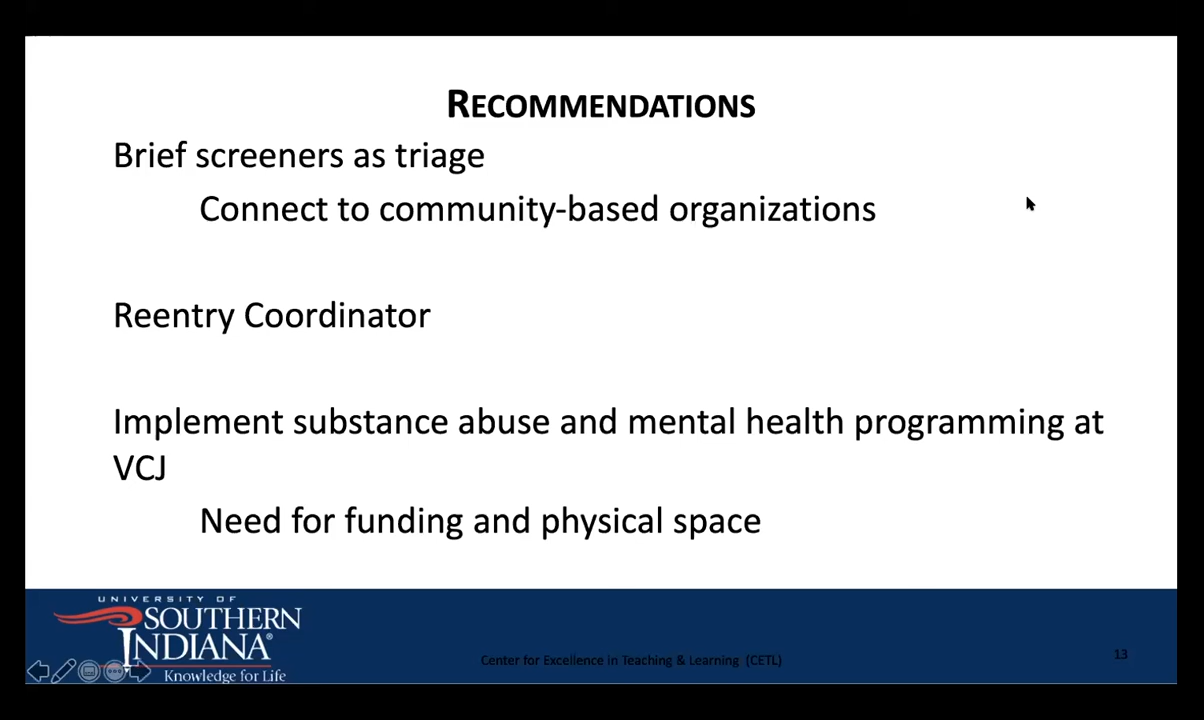 RECOMMENDATIONS
Brief screeners as triage
Connect to community-based organizations
Reentry Coordinator
Implement substance abuse and mental health programming at
VCJ
Need for funding and physical space
UNIVERSITY OF
SOUTHERN
INDIANA®
Knowledge for Life
Center for Excellence in Teaching & Learning (CETL)
13